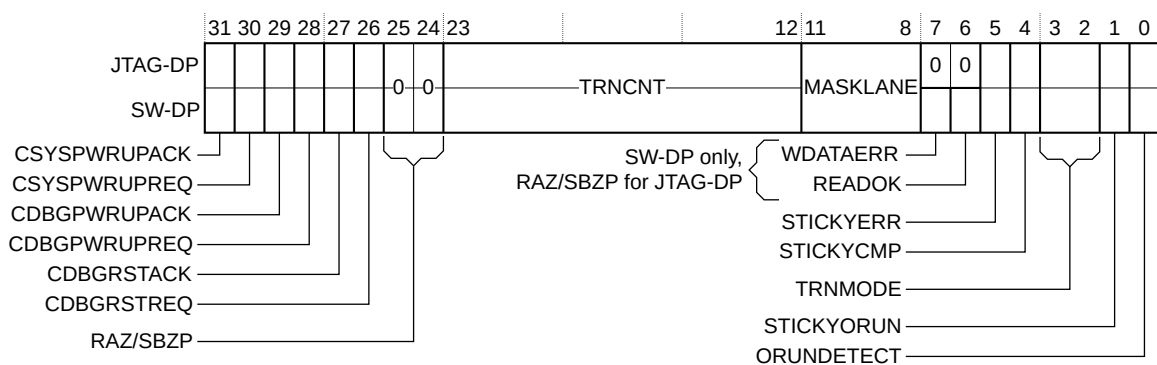 31 30 29 28 27 26 25 24 23 12 11 8 7 6 5 4 3 2 1 0
JTAG-DP 0 0
0 0 TRNCNT MASKLANE
SW-DP
CSYSPWRUPACK
CSYSPWRUPREQ
CDBGPWRUPACK
CDBGPWRUPREQ
CDBGRSTACK
CDBGRSTREQ
RAZ/SBZP
SW-DP only,
RAZ/SBZP for JTAG-DP
WDATAERR
READOK
STICKYERR
STICKYCMP
TRNMODE
STICKYORUN
ORUNDETECT